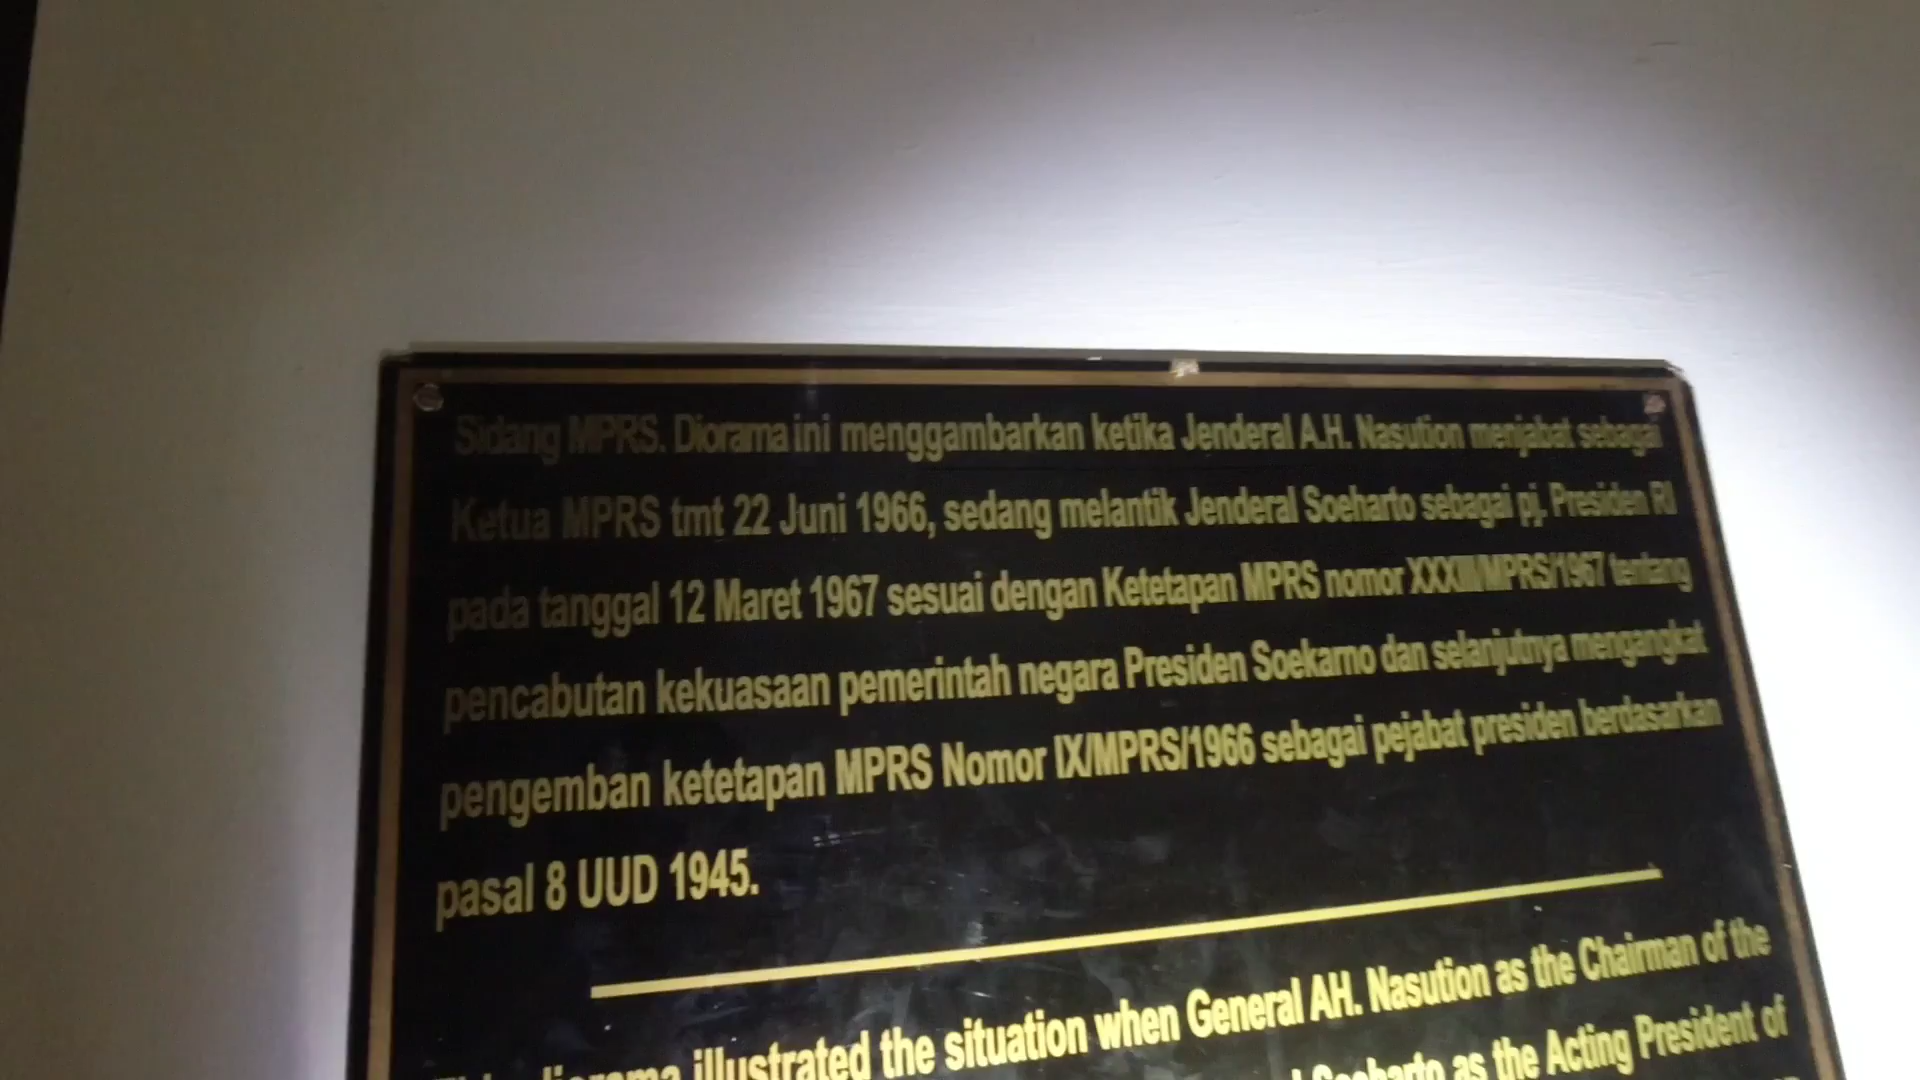 Sidang MPRS. Diorama ini menggambarkan ketika Jenderal A.H. Nasution menjabat sebagai
Ketua MPRS tmt 22 Juni 1966, sedang melantik Jenderal Soeharto sebagai pj. Presiden RI
pada tanggal 12 Maret 1967 sesuai dengan Ketetapan MPRS nomor XXXIII/MPRS/1967 tentang
pencabutan kekuasaan pemerintah negara Presiden Soekarno dan selanjutnya mengangkat
pengemban ketetapan MPRS Nomor IX/MPRS/1966 sebagai pejabat presiden berdasarkan
pasal 8 UUD 1945.
diorama illustrated the situation when General AH. Nasution as the Chairman of the
Soeharto as the Acting President of